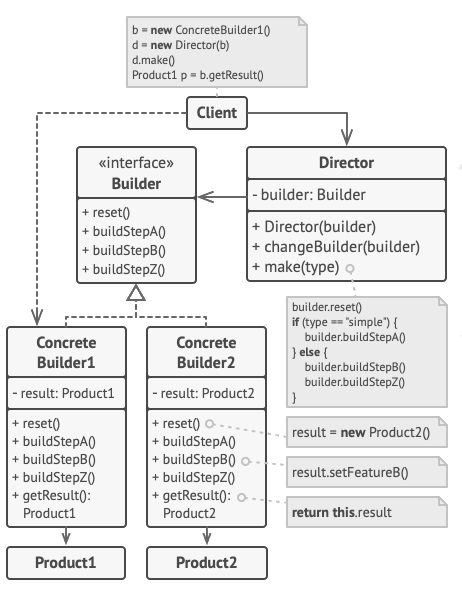 b = new ConcreteBuilder1()
d = new Director(b)
d.make()
Product1 p = b.getResult()
Client
«interface»
Builder
+ reset()
+ buildStepA()
+ buildStepB()
+ buildStepZ()
Director
- builder: Builder
+ Director(builder)
+ changeBuilder(builder)
+ make(type)
builder.reset()
if (type == "simple") {
builder.buildStepA()
} else {
builder.buildStepB()
builder.buildStepZ()
}
Concrete
Builder1
- result: Product1
+ reset()
+ buildStepA()
+ buildStepB()
+ buildStepZ()
+ getResult():
Product1
Concrete
Builder2
- result: Product2
+ reset()
+ buildStepA()
+ buildStepB()
+ buildStepZ()
+ getResult():
Product2
result = new Product2()
result.setFeatureB()
return this.result
Product1
Product2